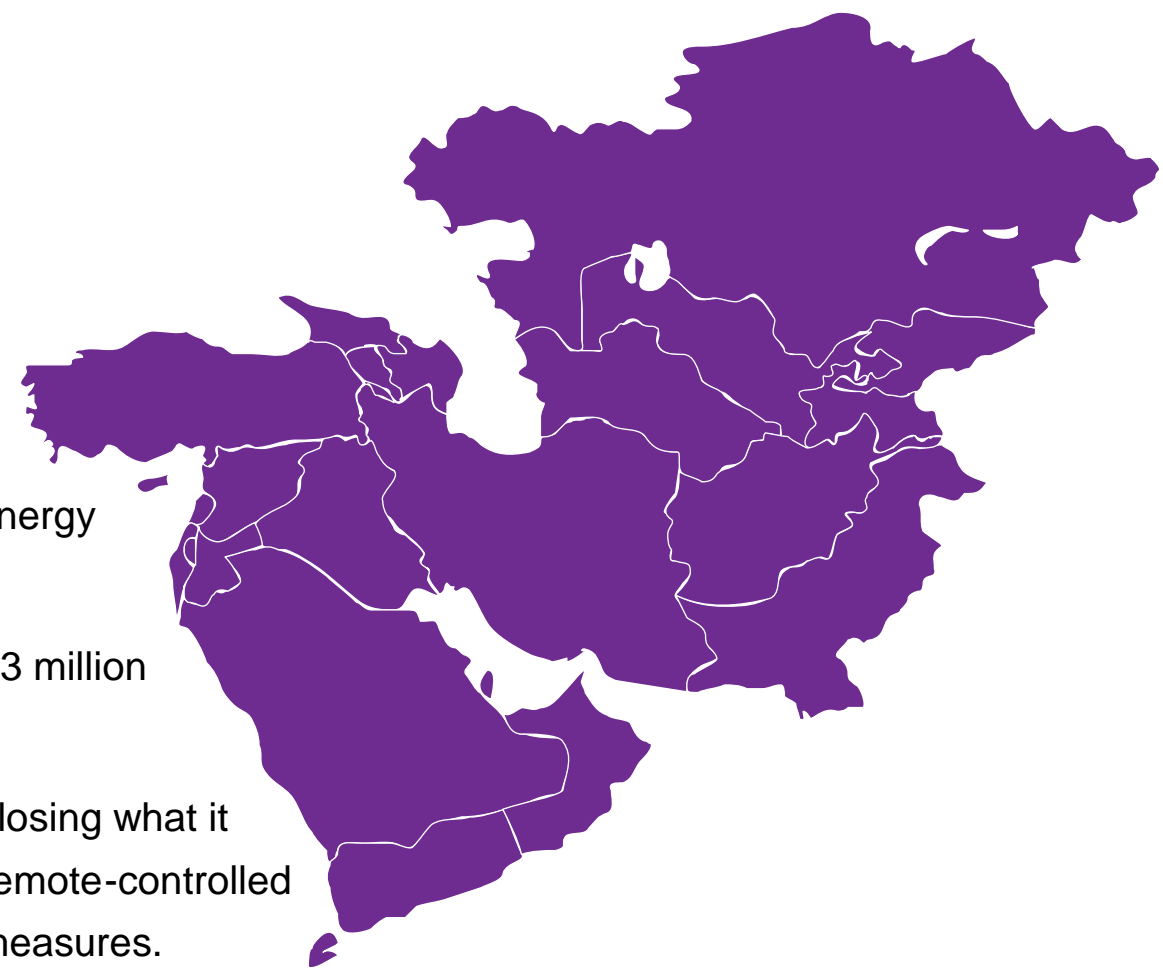 nergy
3 million
losing what it
emote-controlled
neasures.